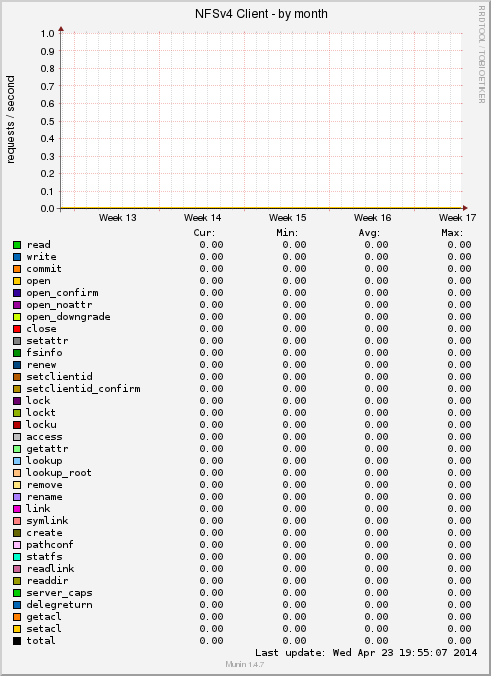 NFSv4 Client - by month
RRDTOOL / TOBI OETIKER
requests / second
1.0
0.9
0.8
0.7
0.6
0.5
0.4
0.3
0.2
0.1
0.0
Week 13 Week 14 Week 15 Week 16 Week 17
Cur: Min: Avg: Max:
read 0.00 0.00 0.00 0.00
write 0.00 0.00 0.00 0.00
commit 0.00 0.00 0.00 0.00
open 0.00 0.00 0.00 0.00
open_confirm 0.00 0.00 0.00 0.00
open_noattr 0.00 0.00 0.00 0.00
open_downgrade 0.00 0.00 0.00 0.00
close 0.00 0.00 0.00 0.00
setattr 0.00 0.00 0.00 0.00
fsinfo 0.00 0.00 0.00 0.00
renew 0.00 0.00 0.00 0.00
setclientid 0.00 0.00 0.00 0.00
setclientid_confirm 0.00 0.00 0.00 0.00
lock 0.00 0.00 0.00 0.00
lockt 0.00 0.00 0.00 0.00
locku 0.00 0.00 0.00 0.00
access 0.00 0.00 0.00 0.00
getattr 0.00 0.00 0.00 0.00
lookup 0.00 0.00 0.00 0.00
lookup_root 0.00 0.00 0.00 0.00
remove 0.00 0.00 0.00 0.00
rename 0.00 0.00 0.00 0.00
link 0.00 0.00 0.00 0.00
symlink 0.00 0.00 0.00 0.00
create 0.00 0.00 0.00 0.00
pathconf 0.00 0.00 0.00 0.00
statfs 0.00 0.00 0.00 0.00
readlink 0.00 0.00 0.00 0.00
readdir 0.00 0.00 0.00 0.00
server_caps 0.00 0.00 0.00 0.00
delegreturn 0.00 0.00 0.00 0.00
getacl 0.00 0.00 0.00 0.00
setacl 0.00 0.00 0.00 0.00
total 0.00 0.00 0.00 0.00
Last update: Wed Apr 23 19:55:07 2014
Munin 1.4.7